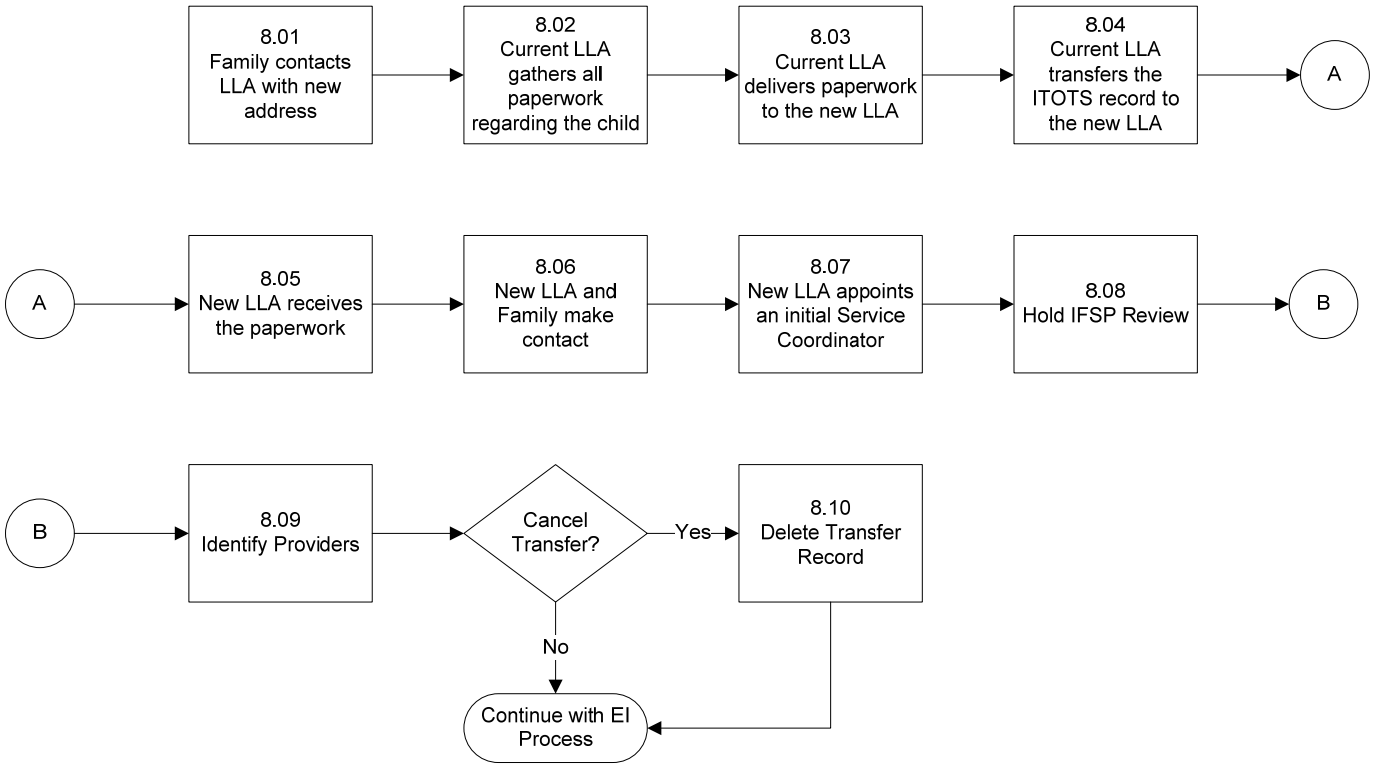 8.01
Family contacts
LLA with new
address
8.02
Current LLA
gathers all
paperwork
regarding the child
8.03
Current LLA
delivers paperwork
to the new LLA
8.04
Current LLA
transfers the
ITOTS record to
the new LLA
A
A
8.05
New LLA receives
the paperwork
8.06
New LLA and
Family make
contact
8.07
New LLA appoints
an initial Service
Coordinator
8.08
Hold IFSP Review
B
B
8.09
Identify Providers
Cancel
Transfer?
Yes
8.10
Delete Transfer
Record
No
Continue with EI
Process